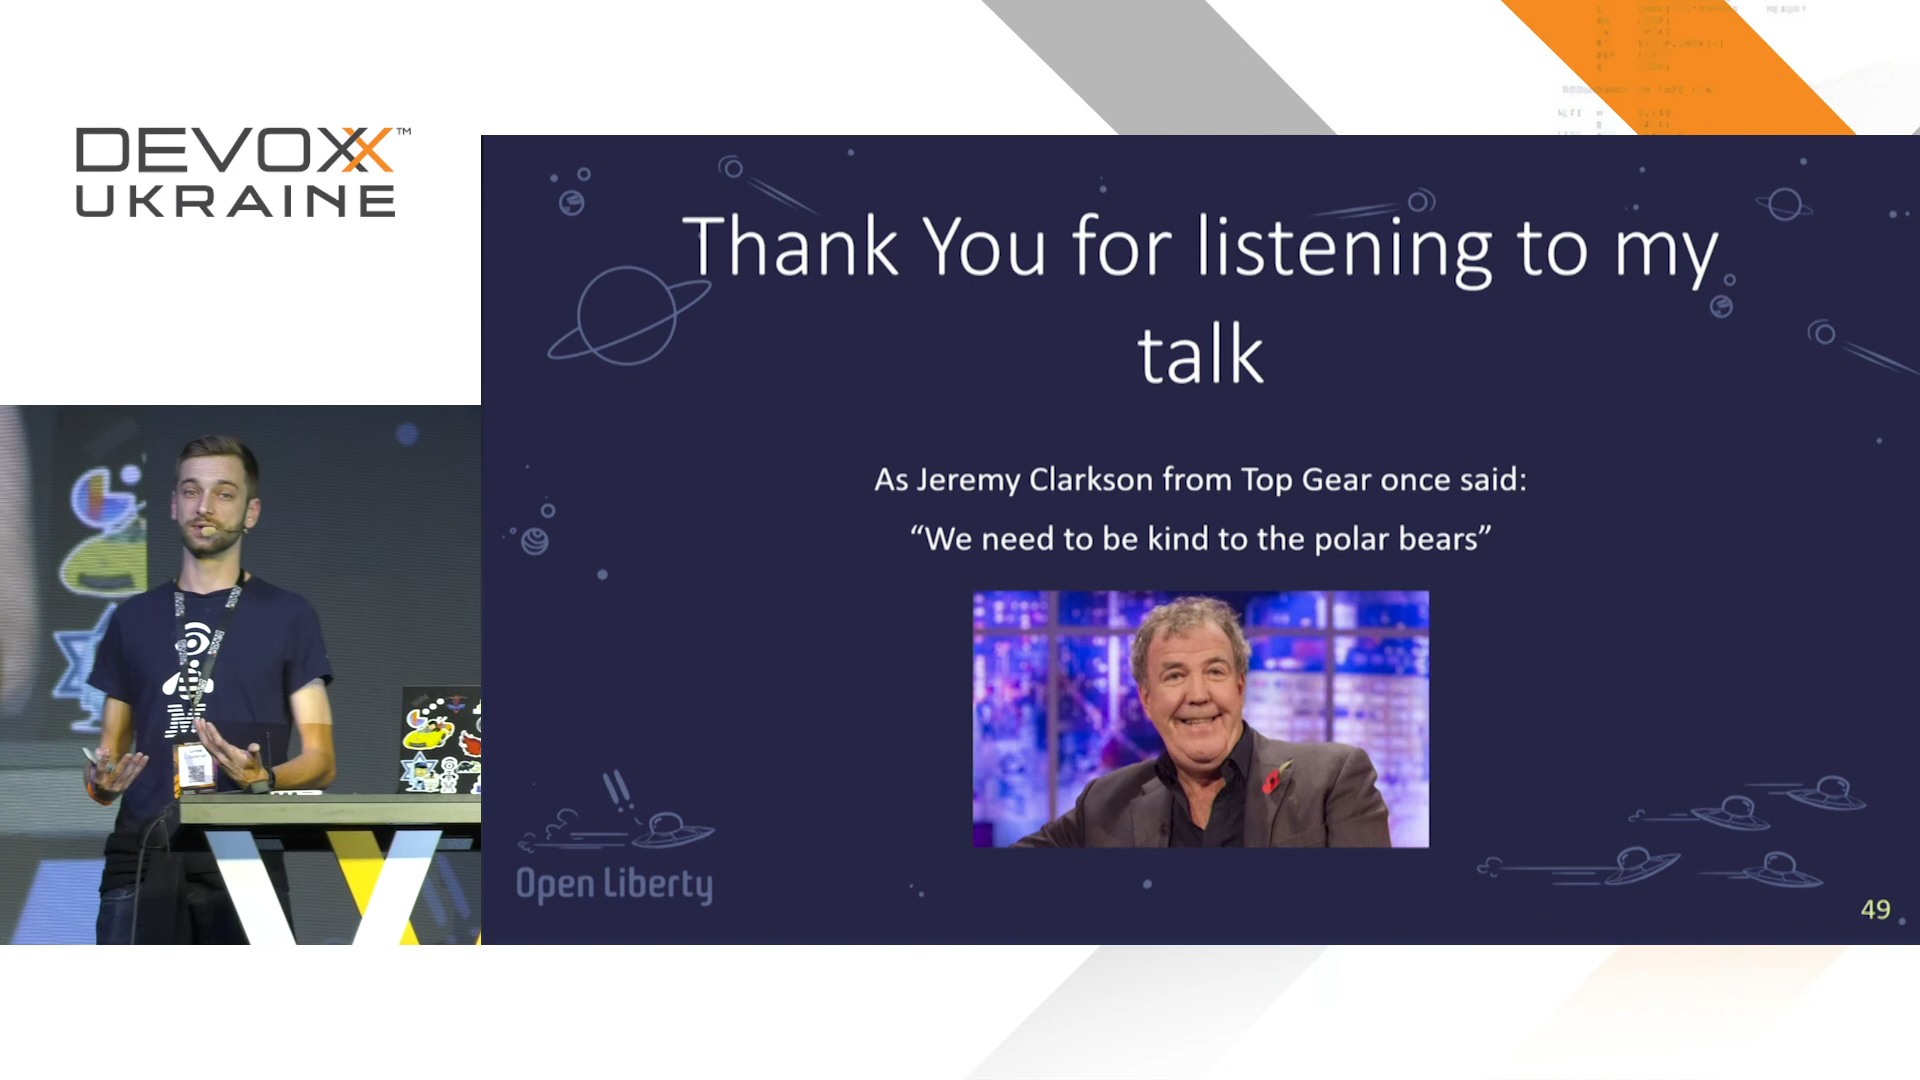 DEVOXX™
UKRAINE
Thank You for listening to my
talk
As Jeremy Clarkson from Top Gear once said:
“We need to be kind to the polar bears”
Open Liberty
49